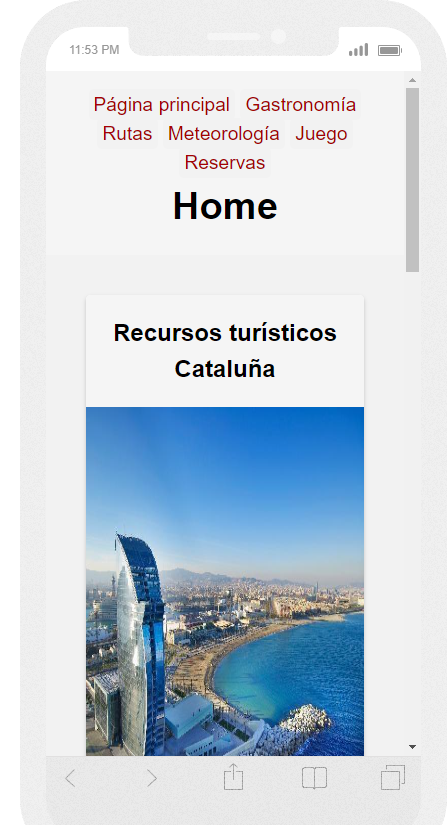 11:53 PM
Página principal Gastronomía
Rutas Meteorología Juego
Reservas
Home
Recursos turísticos
Cataluña